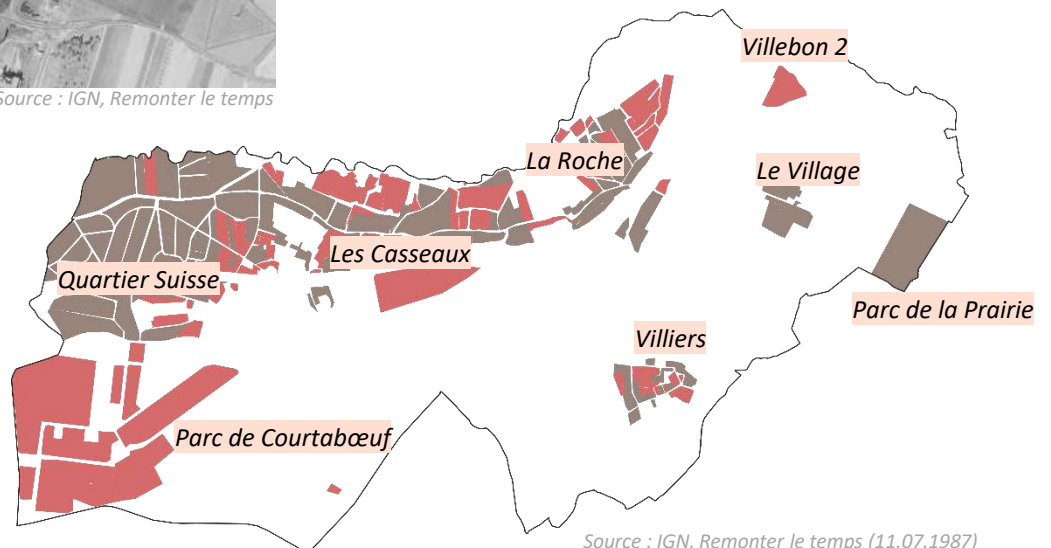 Source : IGN, Remonter le temps
Villebon 2
La Roche
Le Village
Les Casseaux
Quartier Suisse
Parc de la Prairie
Villiers
Parc de Courtabœuf
Source : IGN, Remonter le temps (11.07.1987)